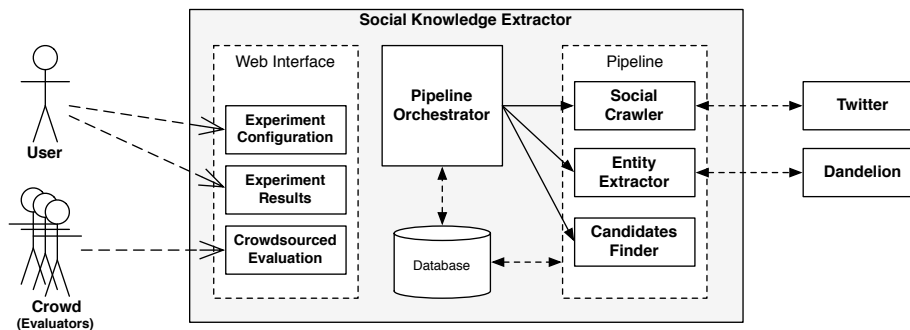 Social Knowledge Extractor
Web Interface
Experiment
Configuration
Experiment
Results
Crowdsourced
Evaluation
Pipeline
Orchestrator
Database
Pipeline
Social
Crawler
Entity
Extractor
Candidates
Finder
Twitter
Dandelion
User
Crowd
(Evaluators)